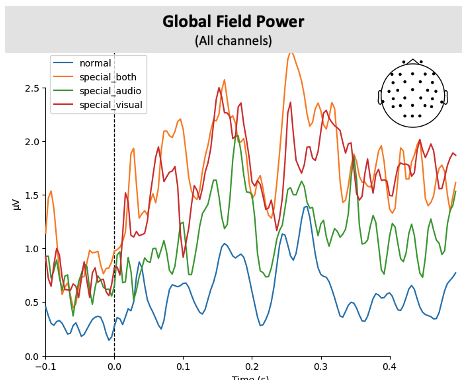 Global Field Power
(All channels)
normal
special_both
special_audio
special_visual
2.5
2.0
1.5
1.0
0.5
0.0
µV
−0.1
0.0
0.1
0.2
0.3
0.4
Time (s)